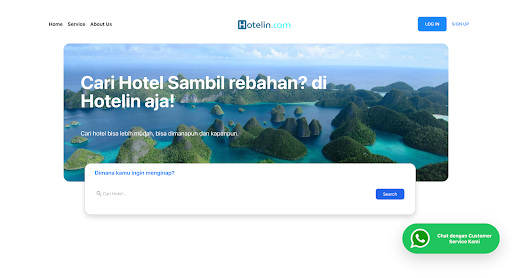 Home Service About Us
Hotelin.com
LOG IN
SIGN UP
Cari Hotel Sambil rebahan? di
Hotelin aja!
Cari hotel bisa lebih mudah, bisa dimanapun dan kapanpun.
Dimana kamu ingin menginap?
Cari Hotel...
Search
Chat dengan Customer
Service Kami